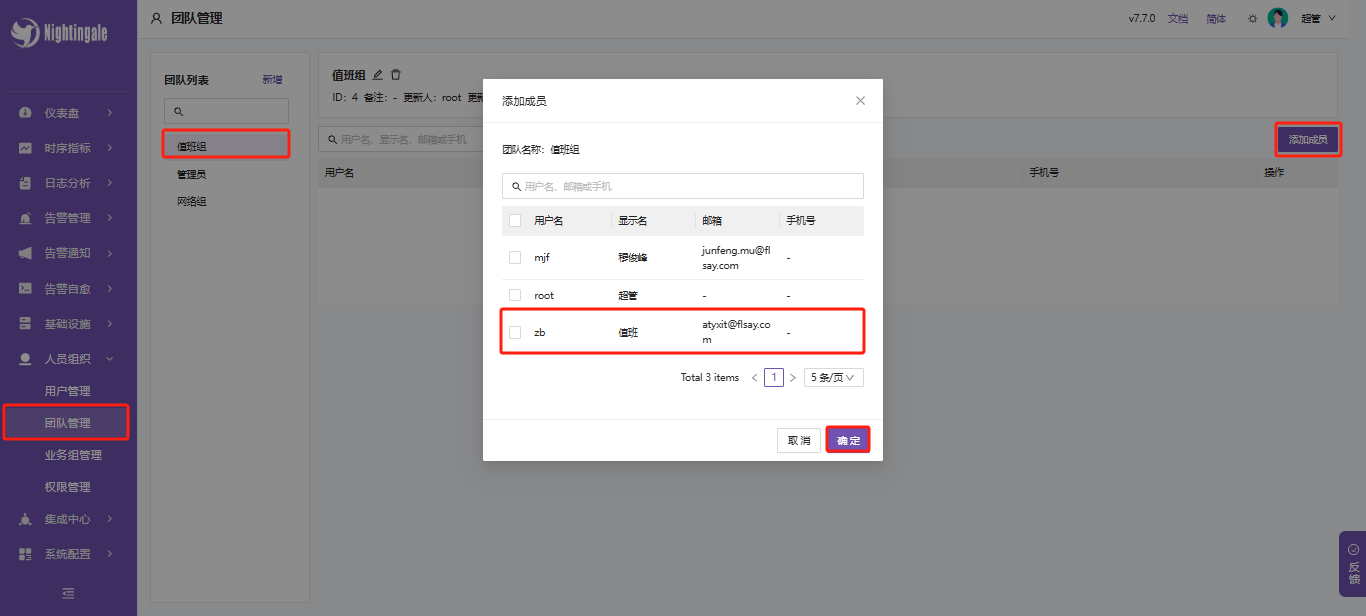 Nightingale
仪表盘
时序指标
日志分析
告警管理
告警通知
告警自愈
基础设施
人员组织
用户管理
团队管理
业务组管理
权限管理
集成中心
系统配置
团队管理
v7.7.0 文档 简体 超管
团队列表 新增
值班组
管理员
网络组
值班组
ID: 4 备注: - 更新人: root 更新
用户名、显示名、邮箱或手机
添加成员
用户名 手机号 操作
添加成员
团队名称: 值班组
用户名、邮箱或手机
用户名 显示名 邮箱 手机号
mjf 穆俊峰 junfeng.mu@fl
say.com -
root 超管 - -
zb 值班 atyxit@flsay.co
m -
Total 3 items < 1 > 5 条/页
取消 确定
反馈